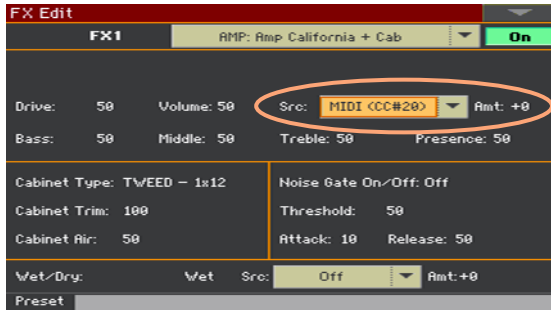 FX Edit
FX1 AMP: Amp California + Cab On
Drive: 50 Volume: 50 Src: MIDI (CC#20) Amt: +0
Bass: 50 Middle: 50 Treble: 50 Presence: 50
Cabinet Type: TWEED - 1x12 Noise Gate On/Off: Off
Cabinet Trim: 100 Threshold: 50
Cabinet Air: 50 Attack: 10 Release: 50
Wet/Dry: Wet Src: Off Amt:+0
Preset